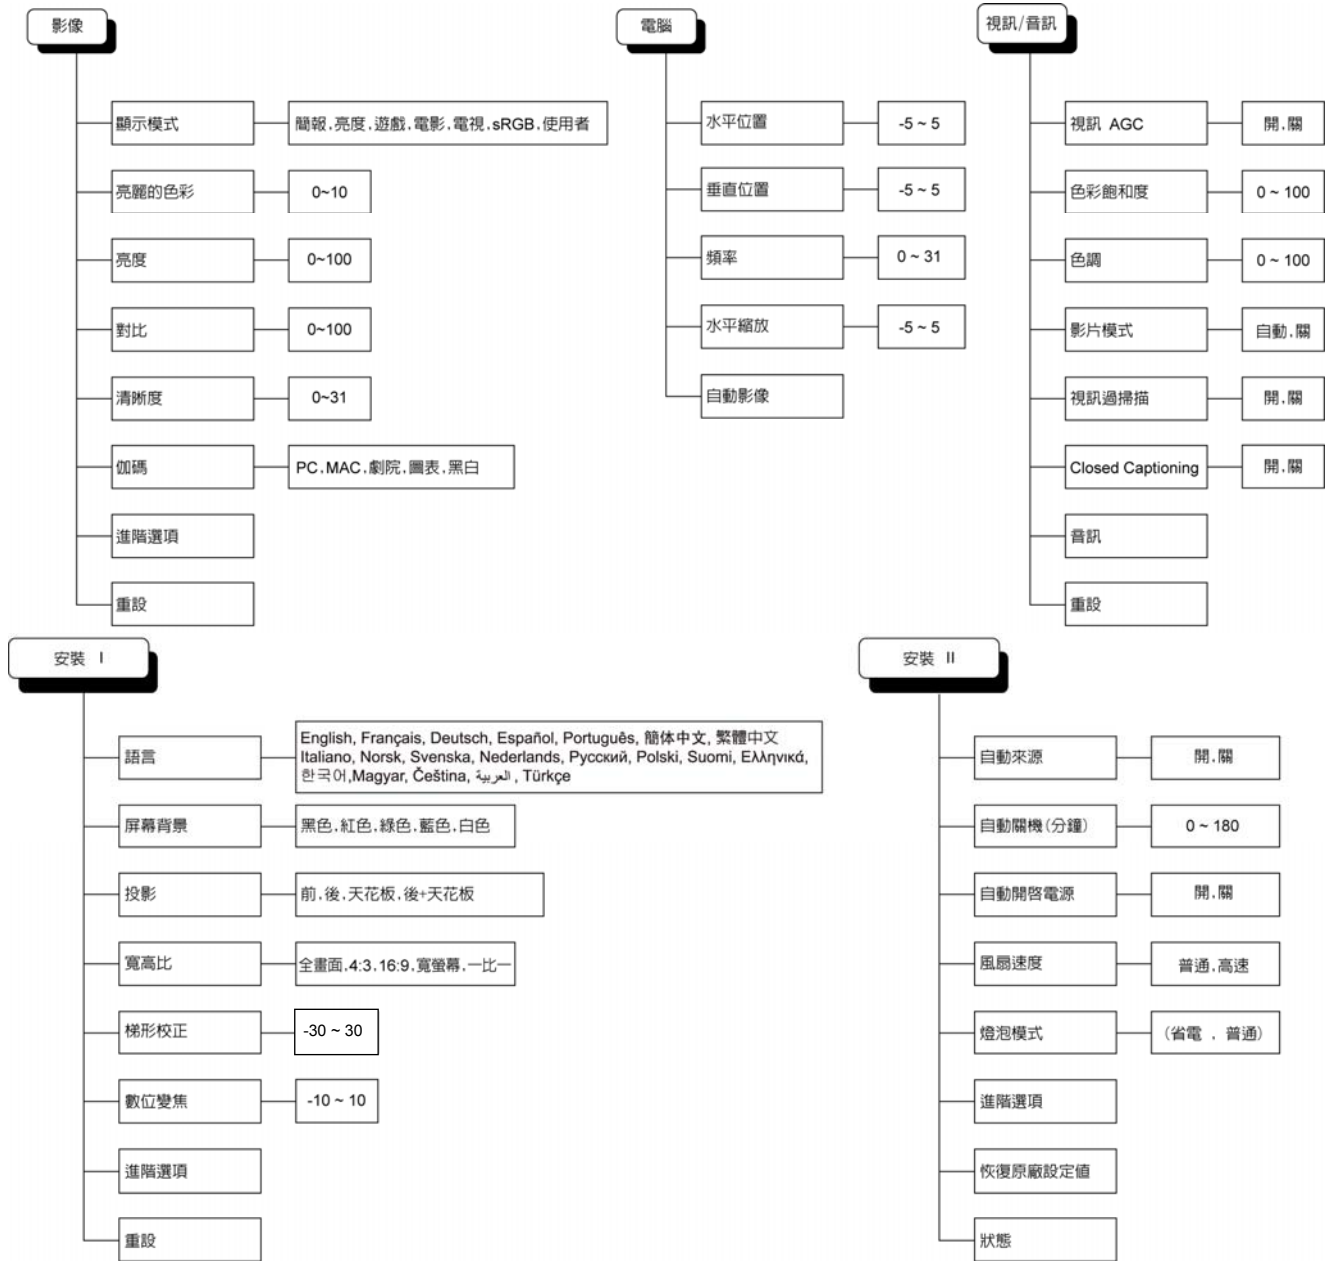 影像
顯示模式
簡報,亮度,遊戲,電影,電視,sRGB,使用者
亮麗的色彩
0~10
亮度
0~100
對比
0~100
清晰度
0~31
伽碼
PC,MAC,劇院,圖表,黑白
進階選項
重設
電腦
水平位置
-5 ~ 5
垂直位置
-5 ~ 5
頻率
0 ~ 31
水平縮放
-5 ~ 5
自動影像
視訊/音訊
視訊 AGC
開,關
色彩飽和度
0 ~ 100
色調
0 ~ 100
影片模式
自動,關
視訊過掃描
開,關
Closed Captioning
開,關
音訊
重設
安裝 I
語言
English, Français, Deutsch, Español, Português, 簡体中文, 繁體中文
Italiano, Norsk, Svenska, Nederlands, Русский, Polski, Suomi, Ελληνικά,
한국어,Magyar, Čeština, العربية , Türkçe
屏幕背景
黑色,紅色,綠色,藍色,白色
投影
前,後,天花板,後+天花板
寬高比
全畫面,4:3,16:9,寬螢幕,一比一
梯形校正
-30 ~ 30
數位變焦
-10 ~ 10
進階選項
重設
安裝 II
自動來源
開,關
自動關機(分鐘)
0 ~ 180
自動開啓電源
開,關
風扇速度
普通,高速
燈泡模式
(省電 , 普通)
進階選項
恢復原廠設定值
狀態